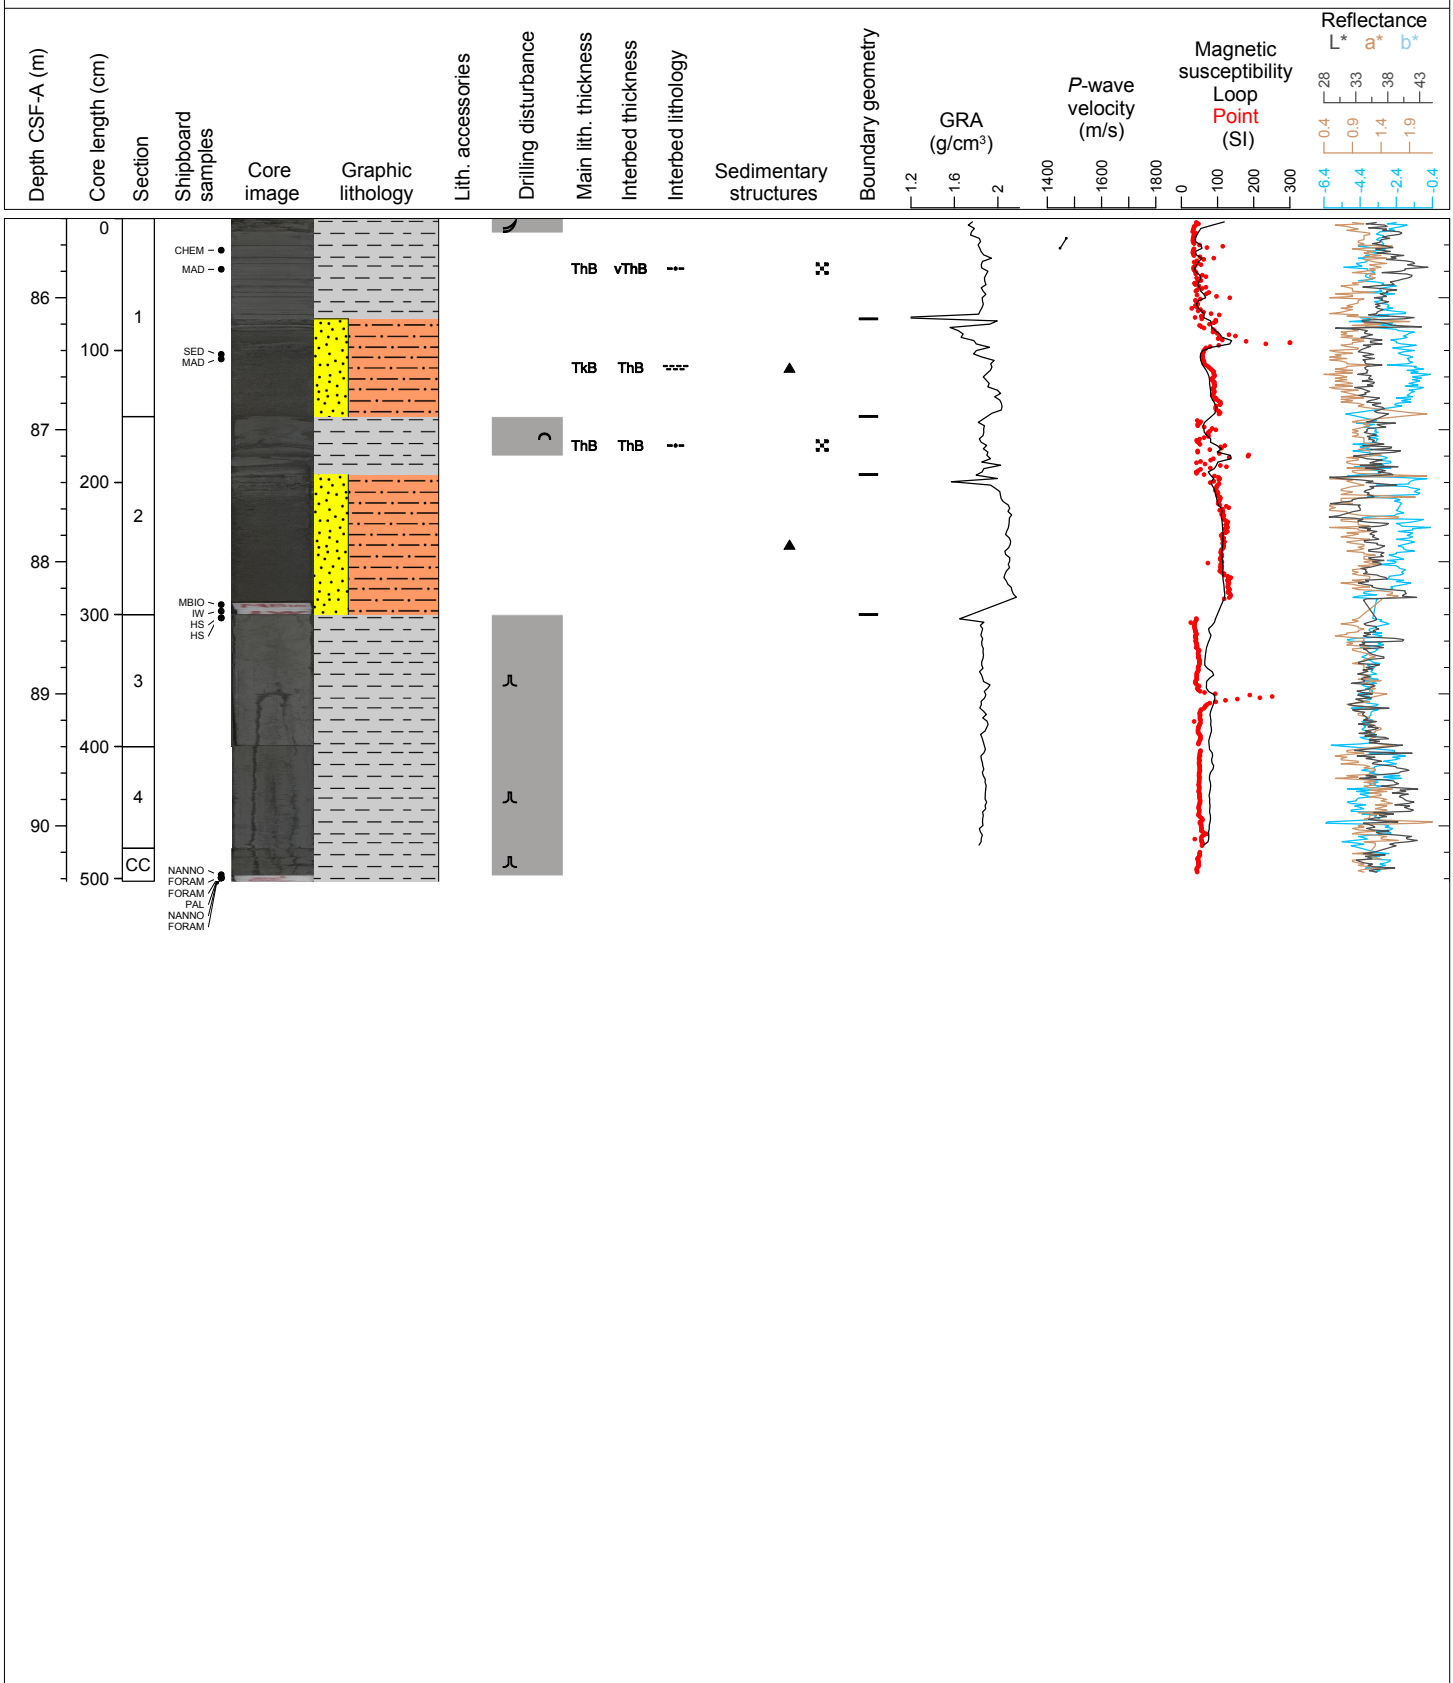 Depth CSF-A (m)
Core length (cm)
Section
Shipboard
samples
Core
image
Graphic
lithology
Lith. accessories
Drilling disturbance
Main lith. thickness
Interbed thickness
Interbed lithology
Sedimentary
structures
Boundary geometry
GRA
(g/cm³)
1.2 1.6 2
P-wave
velocity
(m/s)
1400 1600 1800
Magnetic
susceptibility
Loop
Point
(SI)
0 100 200 300
Reflectance
L* a* b*
28 33 38 43
0.4 0.9 1.4 1.9
-6.4 -4.4 -2.4 -0.4
0
CHEM
MAD
ThB vThB
86
1
100
SED
MAD
TkB ThB
87
ThB ThB
200
2
88
MBIO
IW
300
HS
HS
3
89
400
4
90
CC
NANNO
500
FORAM
FORAM
PAL
NANNO
FORAM